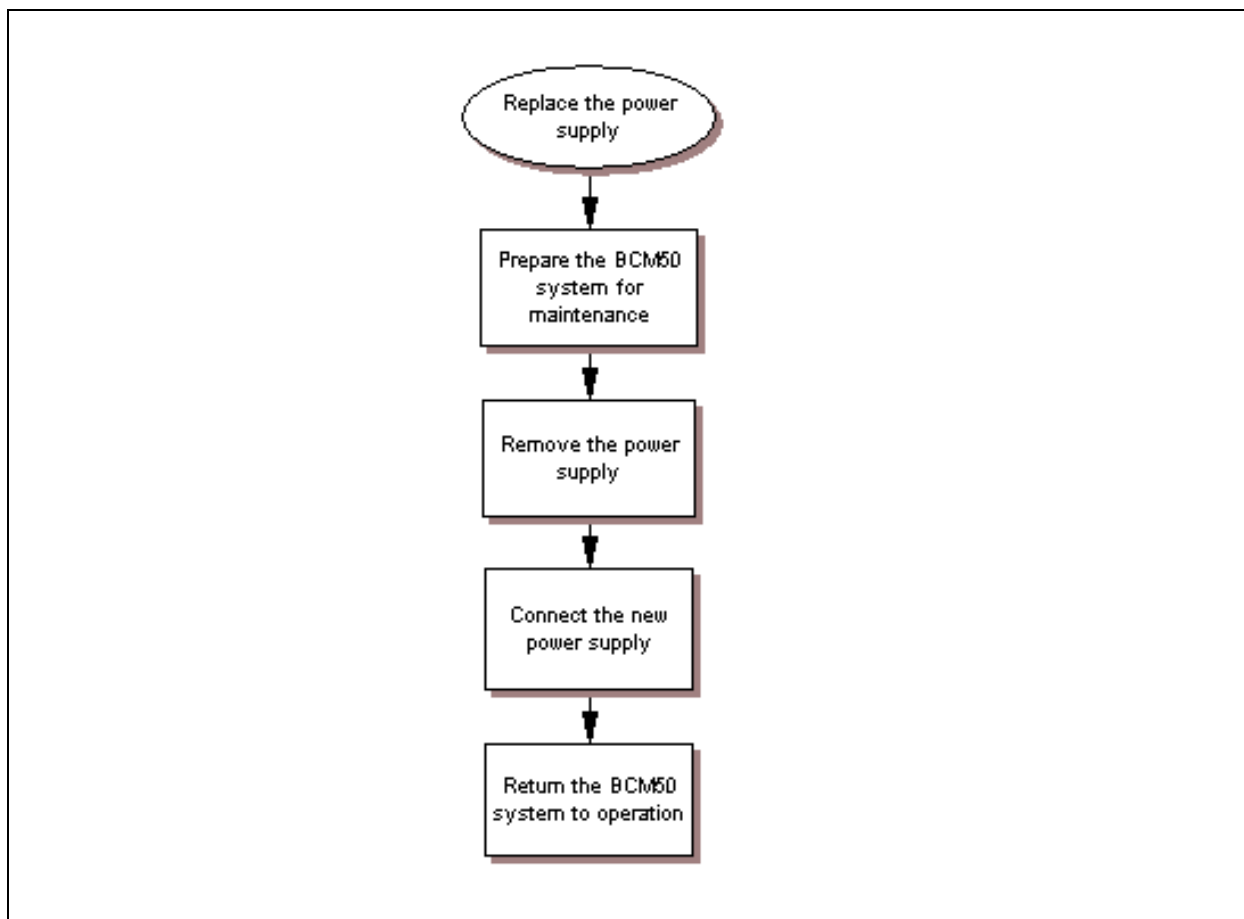 Replace the power
supply
Prepare the BCM50
system for
maintenance
Remove the power
supply
Connect the new
power supply
Return the BCM50
system to operation